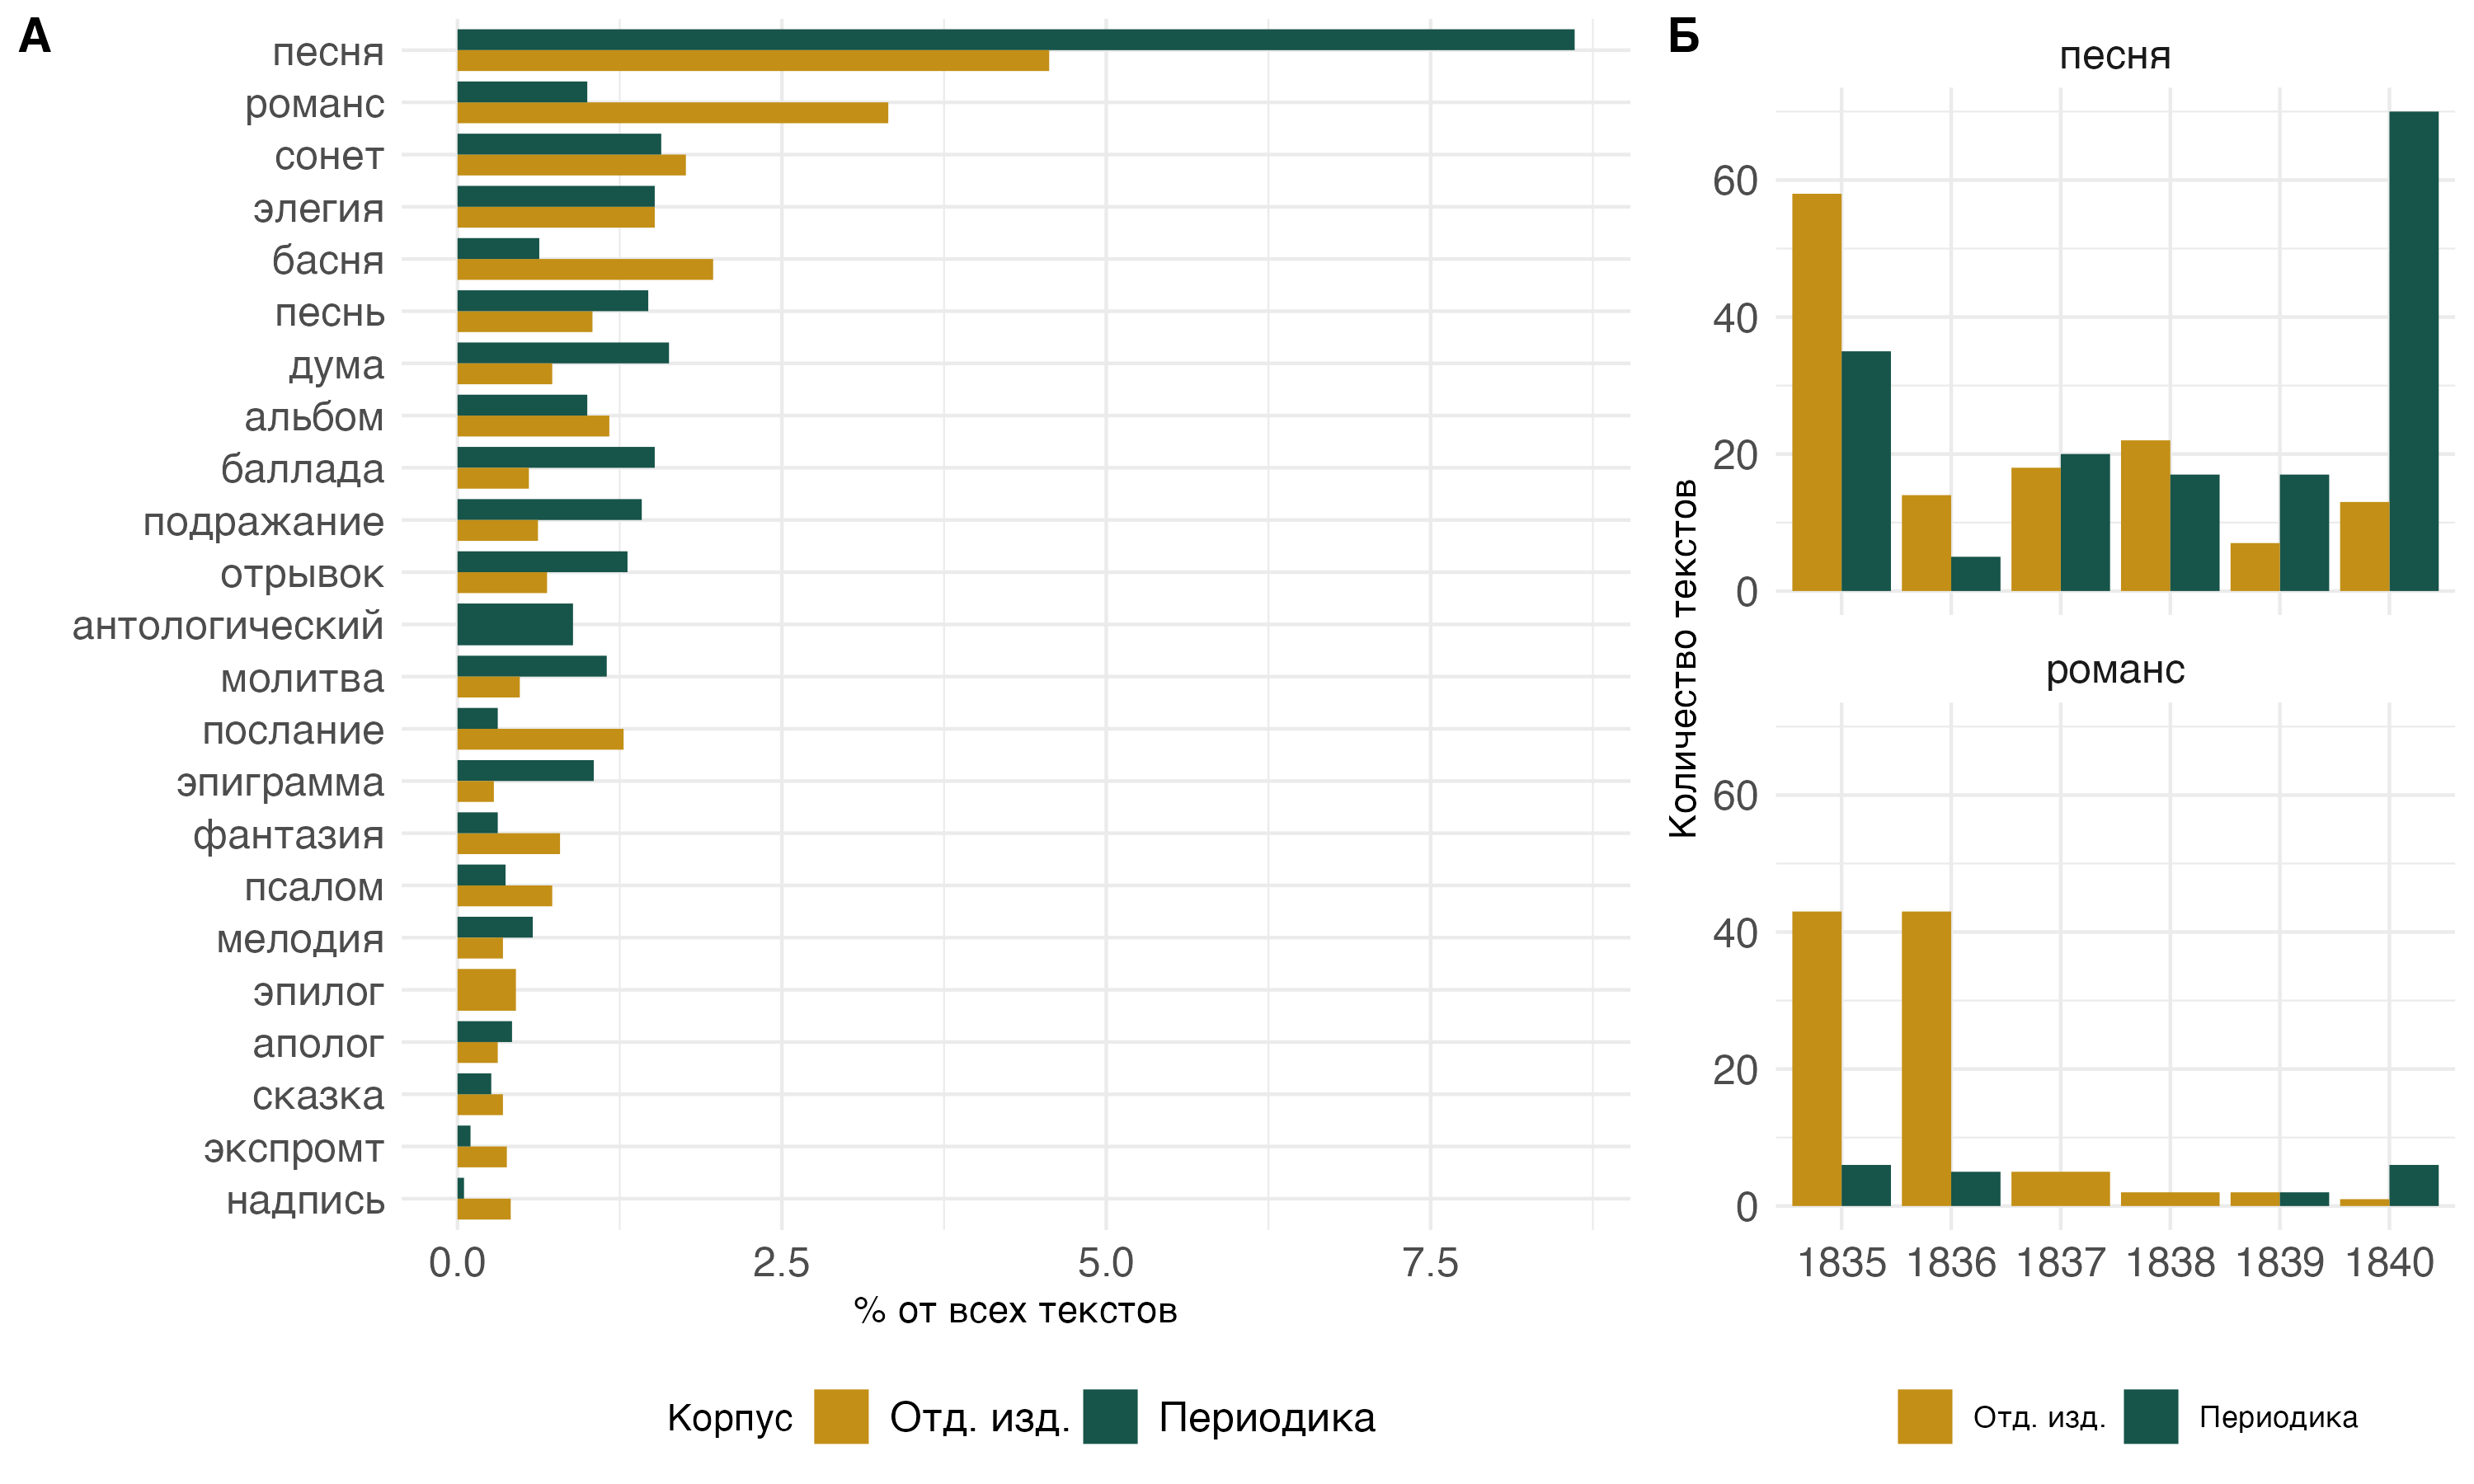 А
песня
романс
сонет
элегия
басня
песнь
дума
альбом
баллада
подражание
отрывок
антологический
молитва
послание
эпиграмма
фантазия
псалом
мелодия
эпилог
аполог
сказка
экспромт
надпись
0.0 2.5 5.0 7.5
% от всех текстов
Корпус Отд. изд. Периодика
Б
Количество текстов
песня
60
40
20
0
романс
60
40
20
0
1835 1836 1837 1838 1839 1840
Отд. изд. Периодика